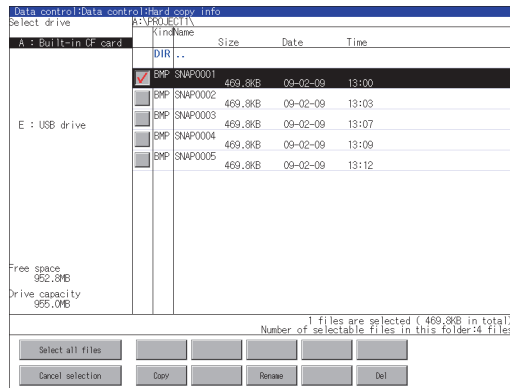 Data control:Data control:Hard copy info
Select drive
A:\PROJECT1\
Kind Name
Size Date Time
A : Built-in CF card
DIR ..
BMP SNAP0001
469.8KB 09-02-09 13:00
BMP SNAP0002
469.8KB 09-02-09 13:03
BMP SNAP0003
469.8KB 09-02-09 13:07
E : USB drive
BMP SNAP0004
469.8KB 09-02-09 13:09
BMP SNAP0005
469.8KB 09-02-09 13:12
Free space
952.8MB
Drive capacity
955.0MB
1 files are selected ( 469.8KB in total)
Number of selectable files in this folder:4 files
Select all files
Cancel selection Copy Rename Del